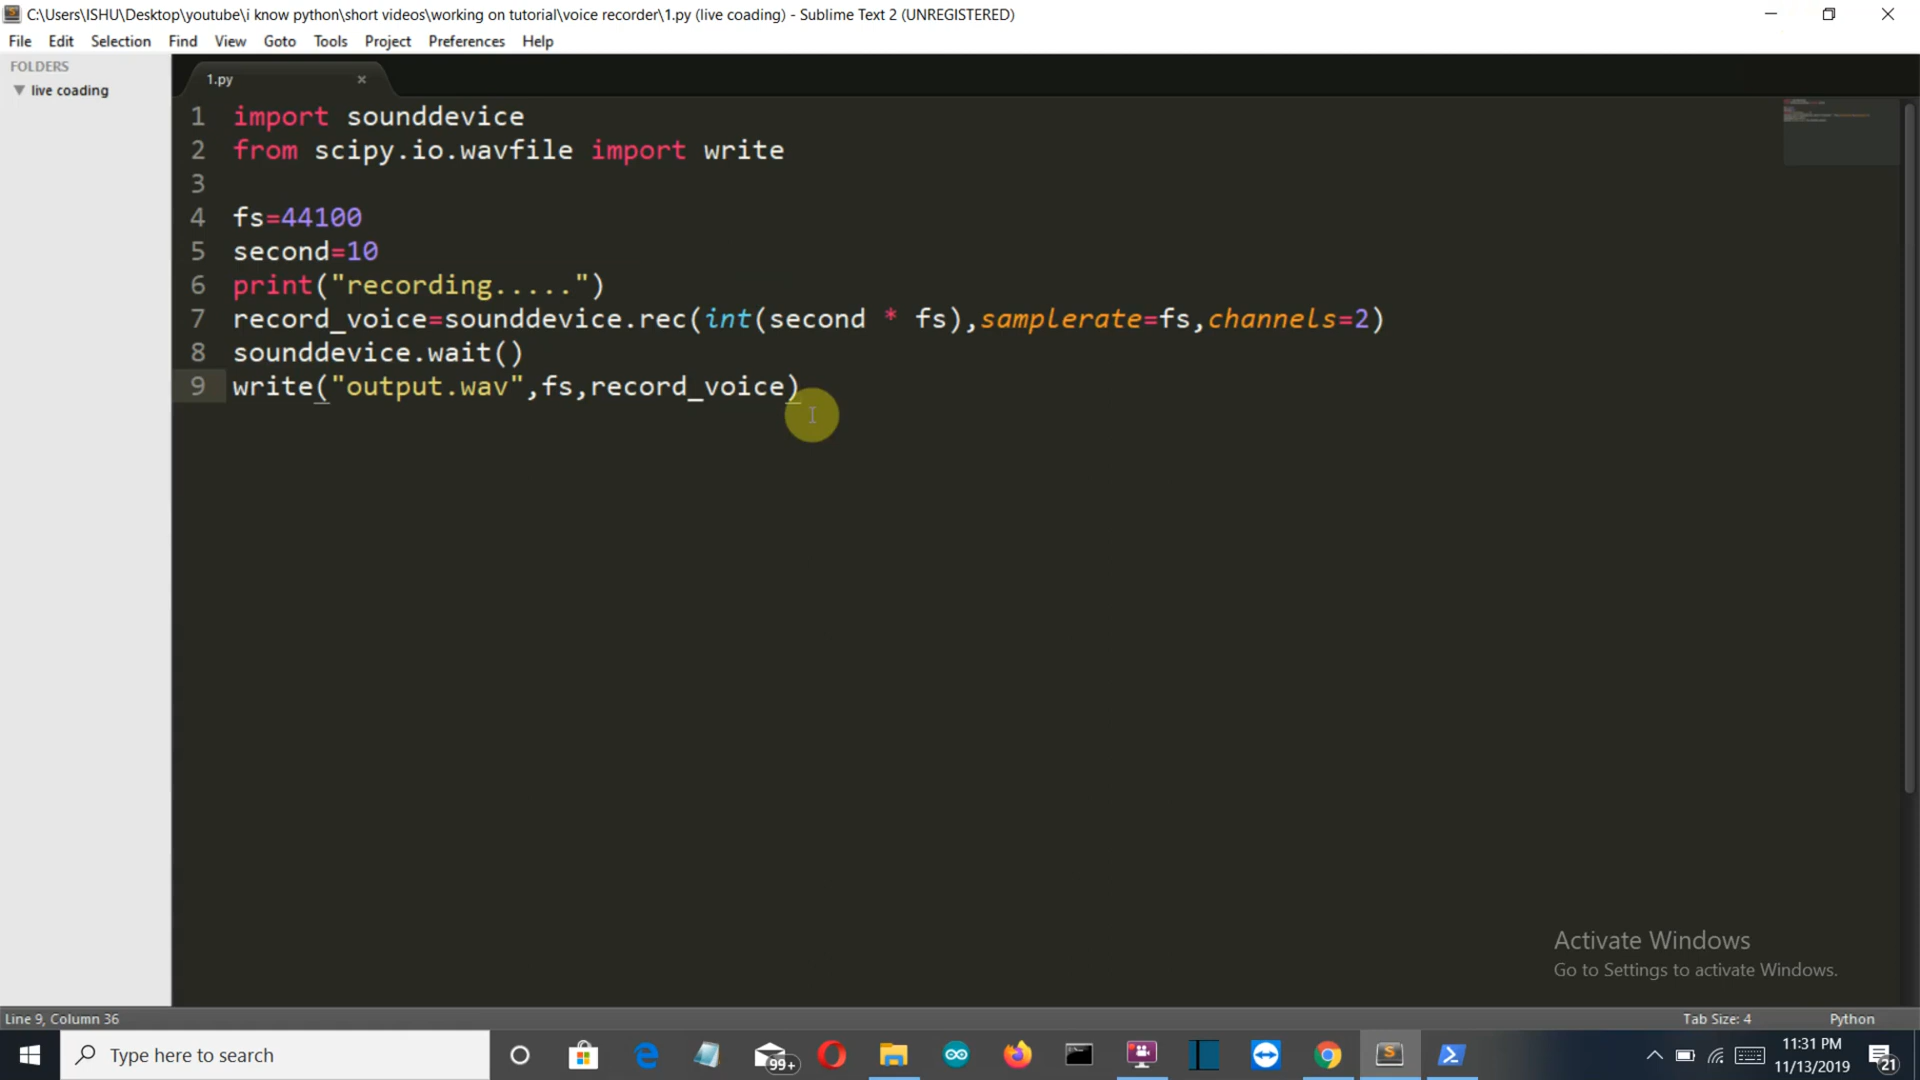 C:\Users\ISHU\Desktop\youtube\i know python\short videos\working on tutorial\voice recorder\1.py (live coading) - Sublime Text 2 (UNREGISTERED)
File Edit Selection Find View Goto Tools Project Preferences Help
FOLDERS
live coading
1.py
1 import sounddevice
2 from scipy.io.wavfile import write
3
4 fs=44100
5 second=10
6 print("recording.....")
7 record_voice=sounddevice.rec(int(second * fs),samplerate=fs,channels=2)
8 sounddevice.wait()
9 write("output.wav",fs,record_voice)
Activate Windows
Go to Settings to activate Windows.
Line 9, Column 36 Tab Size: 4 Python
Type here to search
99+
11:31 PM
11/13/2019
21